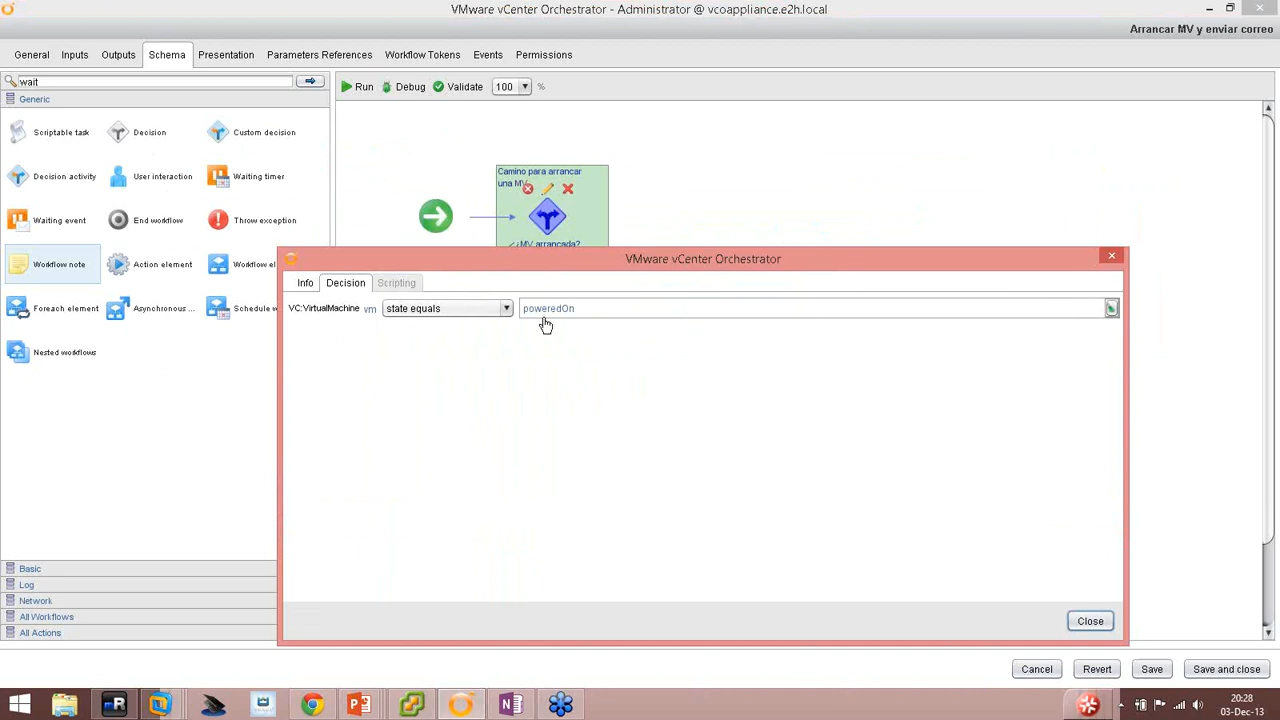 VMware vCenter Orchestrator - Administrator @ vcoappliance.e2h.local
Arrancar MV y enviar correo
General Inputs Outputs Schema Presentation Parameters References Workflow Tokens Events Permissions
wait
Run Debug Validate 100 %
Generic
Scriptable task Decision Custom decision
Decision activity User interaction Waiting timer
Waiting event End workflow Throw exception
Workflow note Action element Workflow el
Foreach element Asynchronous ... Schedule w
Nested workflows
Camino para arrancar
una MV
¿MV arrancada?
VMware vCenter Orchestrator
Info Decision Scripting
VC:VirtualMachine vm state equals poweredOn
Close
Basic
Log
Network
All Workflows
All Actions
Cancel Revert Save Save and close
20:28
03-Dec-13